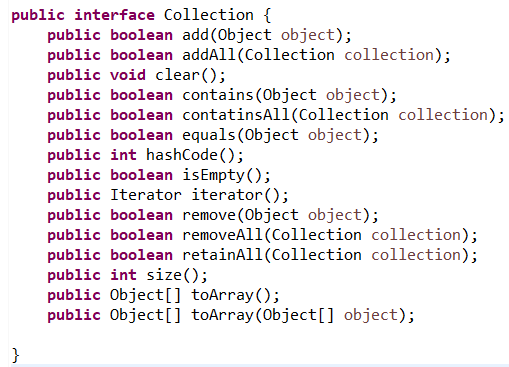 public interface Collection {
public boolean add(Object object);
public boolean addAll(Collection collection);
public void clear();
public boolean contains(Object object);
public boolean contatinsAll(Collection collection);
public boolean equals(Object object);
public int hashCode();
public boolean isEmpty();
public Iterator iterator();
public boolean remove(Object object);
public boolean removeAll(Collection collection);
public boolean retainAll(Collection collection);
public int size();
public Object[] toArray();
public Object[] toArray(Object[] object);
}